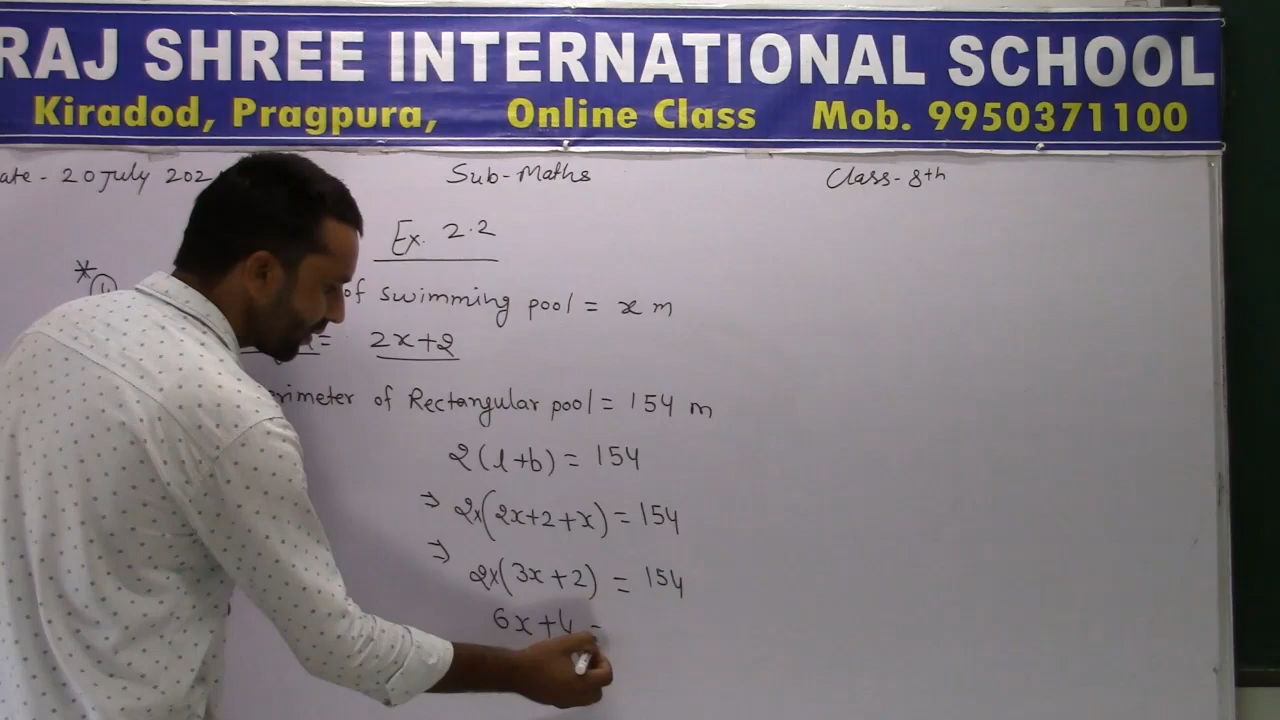 RAJ SHREE INTERNATIONAL SCHOOL
Kiradod, Pragpura, Online Class Mob. 9950371100
ate - 20 July 202 Sub-Maths Class-8th
Ex. 2.2
* of swimming pool = x m
= 2x+2
rimeter of Rectangular pool = 154 m
2(l+b) = 154
⇒ 2×(2x+2+x) = 154
⇒ 2×(3x+2) = 154
6x+4 =